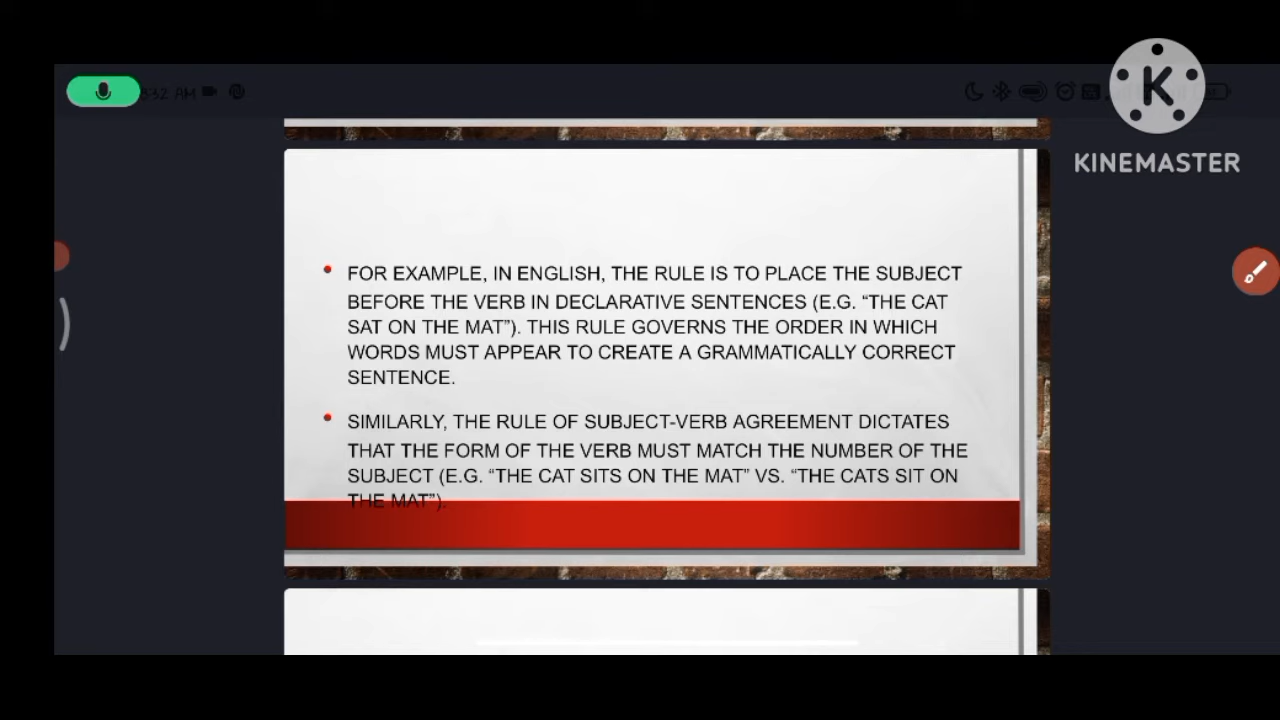 8:32 AM
KINEMASTER
FOR EXAMPLE, IN ENGLISH, THE RULE IS TO PLACE THE SUBJECT
BEFORE THE VERB IN DECLARATIVE SENTENCES (E.G. “THE CAT
SAT ON THE MAT”). THIS RULE GOVERNS THE ORDER IN WHICH
WORDS MUST APPEAR TO CREATE A GRAMMATICALLY CORRECT
SENTENCE.
SIMILARLY, THE RULE OF SUBJECT-VERB AGREEMENT DICTATES
THAT THE FORM OF THE VERB MUST MATCH THE NUMBER OF THE
SUBJECT (E.G. “THE CAT SITS ON THE MAT” VS. “THE CATS SIT ON
THE MAT”).